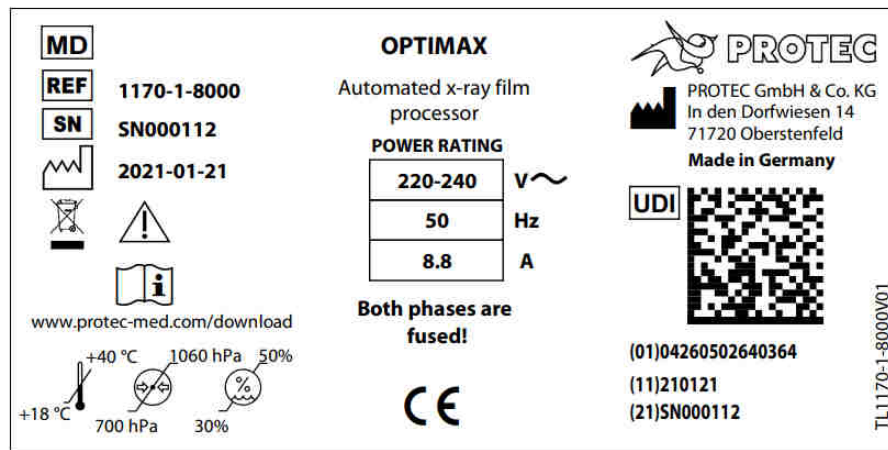 MD
REF 1170-1-8000
SN SN000112
2021-01-21
i
www.protec-med.com/download
+40 °C
+18 °C
1060 hPa
700 hPa
50%
%
30%
OPTIMAX
Automated x-ray film
processor
POWER RATING
220-240 V~
50 Hz
8.8 A
Both phases are
fused!
CE
PROTEC
PROTEC GmbH & Co. KG
In den Dorfwiesen 14
71720 Oberstenfeld
Made in Germany
UDI
(01)04260502640364
(11)210121
(21)SN000112
TL1170-1-8000V01